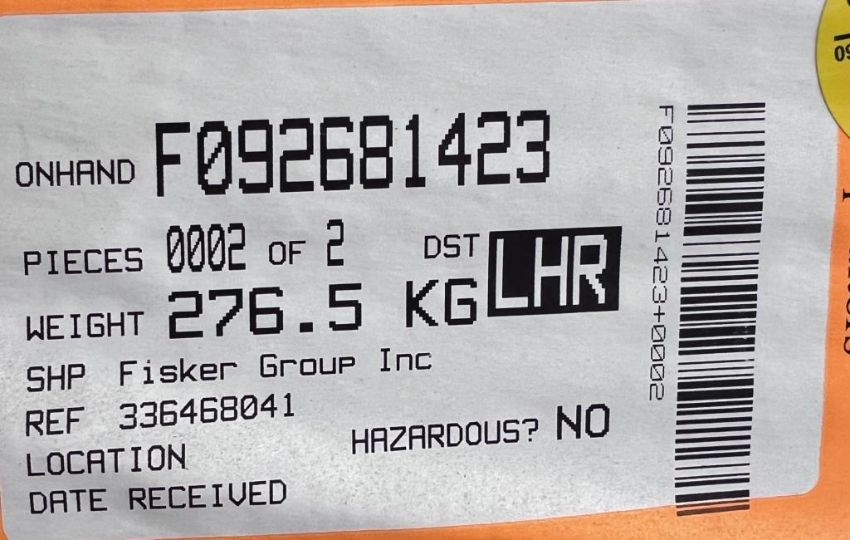 ONHAND F092681423
PIECES 0002 OF 2 DST LHR
WEIGHT 276.5 KG
SHP Fisker Group Inc
REF 336468041
HAZARDOUS? NO
LOCATION
DATE RECEIVED
F092681423+0002